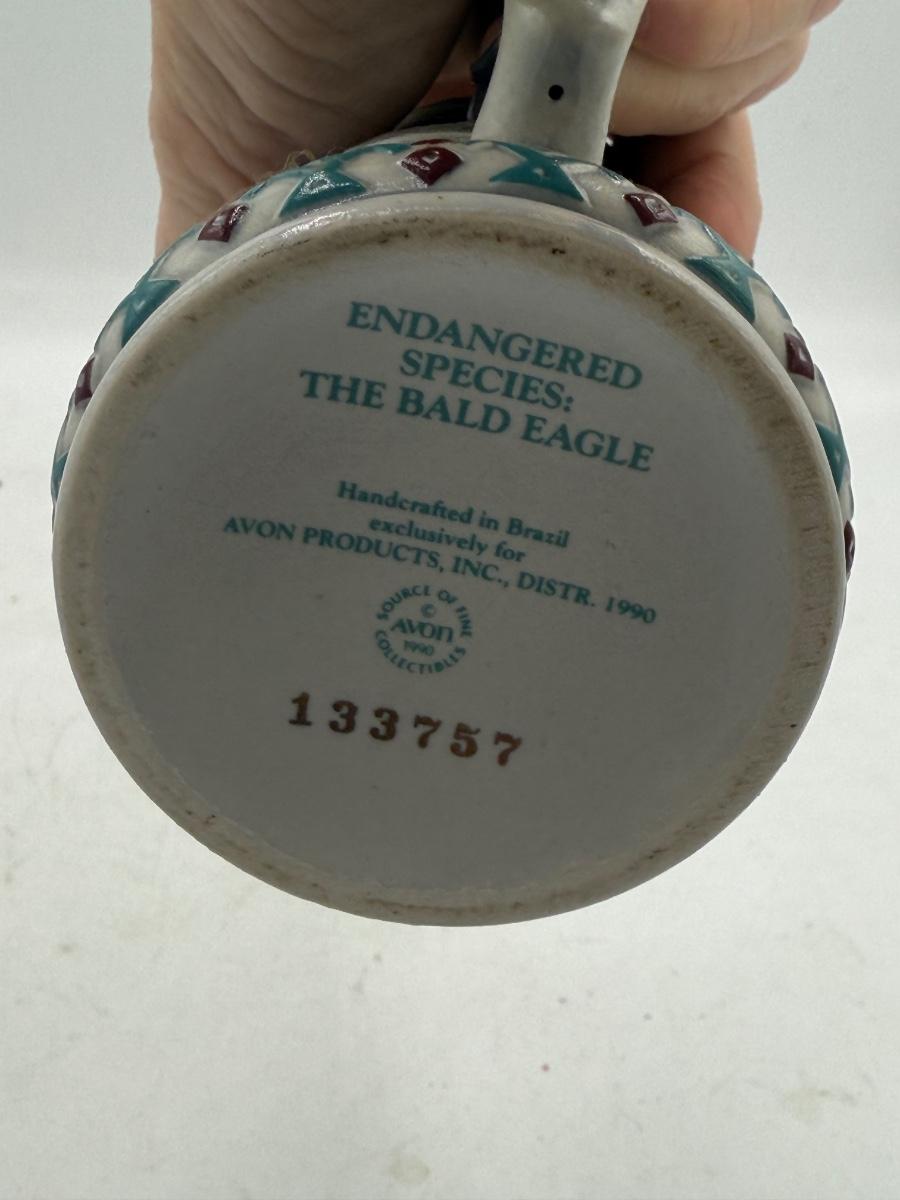 ENDANGERED
SPECIES:
THE BALD EAGLE
Handcrafted in Brazil
exclusively for
AVON PRODUCTS, INC., DISTR. 1990
SOURCE OF FINE
©
AVON
1990
COLLECTIBLES
133757